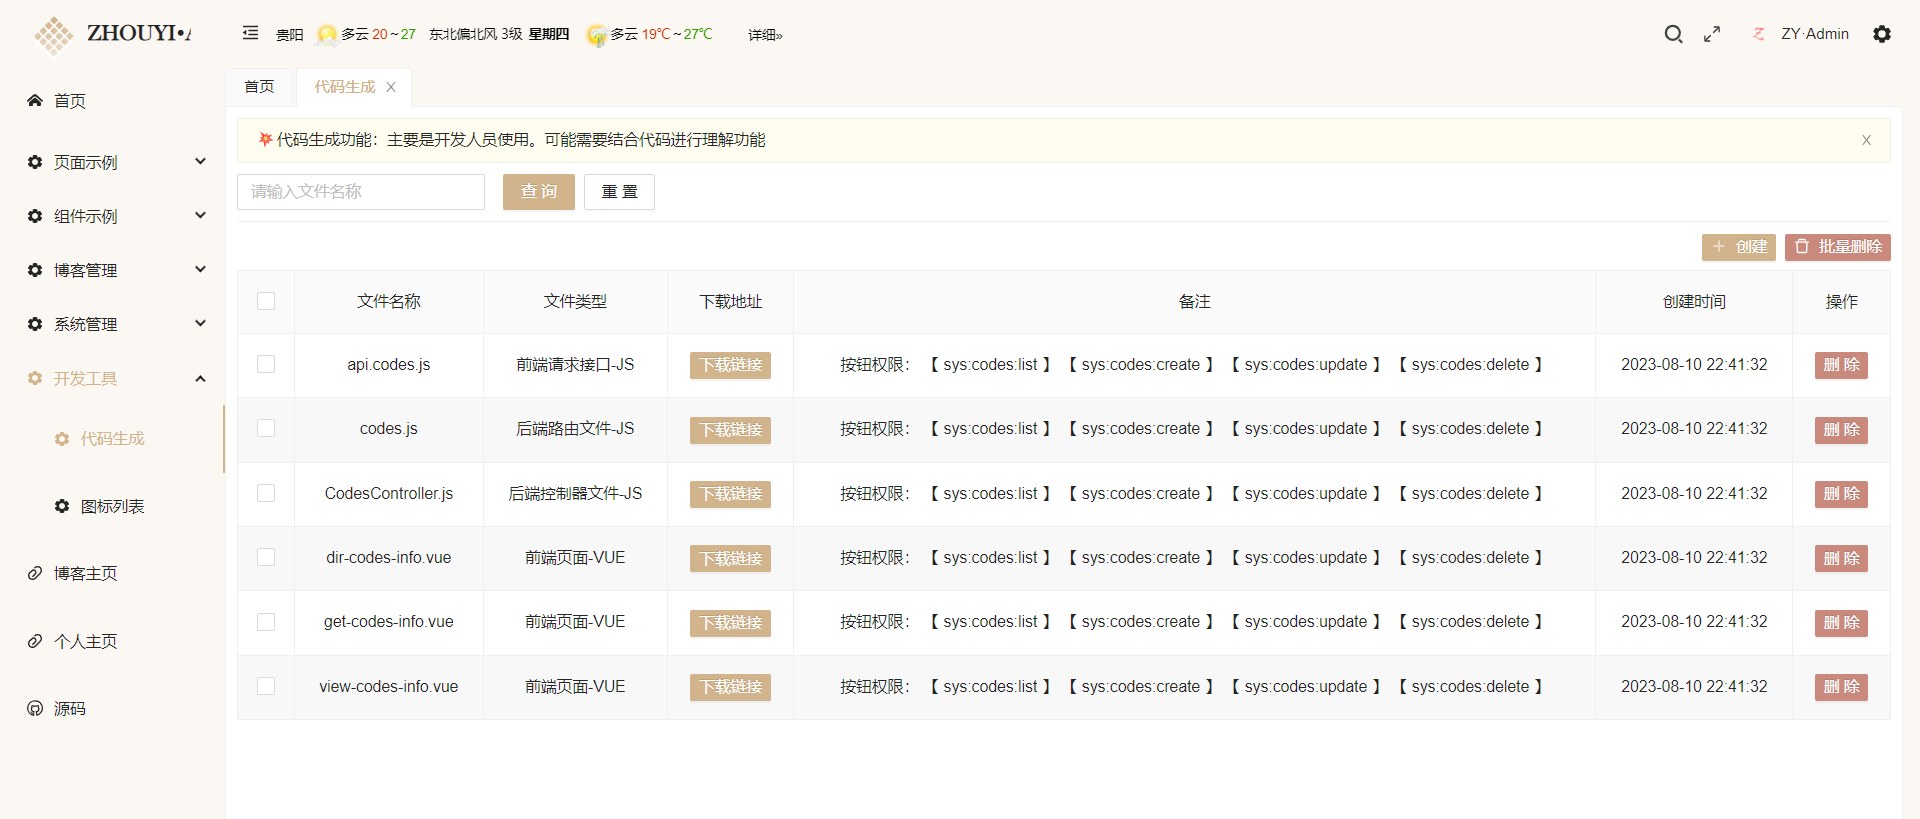 ZHOUYI•
贵阳 多云 20~27 东北偏北风 3级 星期四 多云 19℃~27℃ 详细»
ZY·Admin
首页
页面示例
组件示例
博客管理
系统管理
开发工具
代码生成
图标列表
博客主页
个人主页
源码
首页 代码生成 X
代码生成功能：主要是开发人员使用。可能需要结合代码进行理解功能 X
请输入文件名称 查 询 重 置
+ 创建 批量删除
文件名称 文件类型 下载地址 备注 创建时间 操作
api.codes.js 前端请求接口-JS 下载链接 按钮权限： 【 sys:codes:list 】 【 sys:codes:create 】 【 sys:codes:update 】 【 sys:codes:delete 】 2023-08-10 22:41:32 删 除
codes.js 后端路由文件-JS 下载链接 按钮权限： 【 sys:codes:list 】 【 sys:codes:create 】 【 sys:codes:update 】 【 sys:codes:delete 】 2023-08-10 22:41:32 删 除
CodesController.js 后端控制器文件-JS 下载链接 按钮权限： 【 sys:codes:list 】 【 sys:codes:create 】 【 sys:codes:update 】 【 sys:codes:delete 】 2023-08-10 22:41:32 删 除
dir-codes-info.vue 前端页面-VUE 下载链接 按钮权限： 【 sys:codes:list 】 【 sys:codes:create 】 【 sys:codes:update 】 【 sys:codes:delete 】 2023-08-10 22:41:32 删 除
get-codes-info.vue 前端页面-VUE 下载链接 按钮权限： 【 sys:codes:list 】 【 sys:codes:create 】 【 sys:codes:update 】 【 sys:codes:delete 】 2023-08-10 22:41:32 删 除
view-codes-info.vue 前端页面-VUE 下载链接 按钮权限： 【 sys:codes:list 】 【 sys:codes:create 】 【 sys:codes:update 】 【 sys:codes:delete 】 2023-08-10 22:41:32 删 除